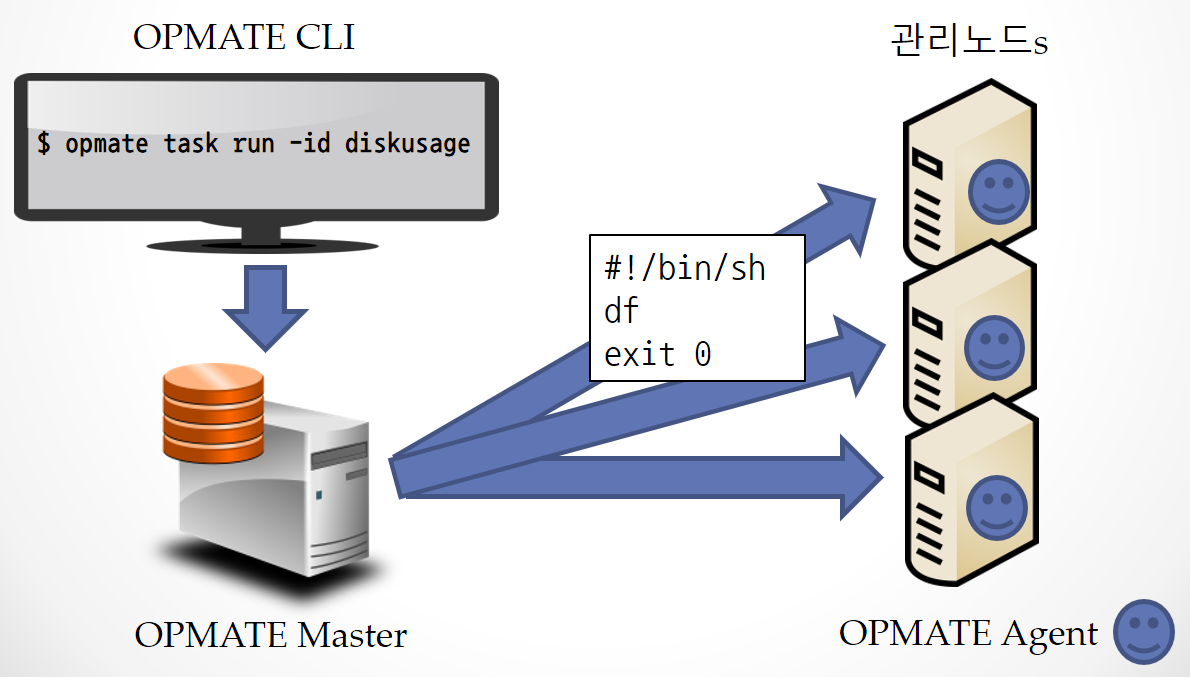 OPMATE CLI
관리노드s
$ opmate task run -id diskusage
#!/bin/sh
df
exit 0
OPMATE Master
OPMATE Agent